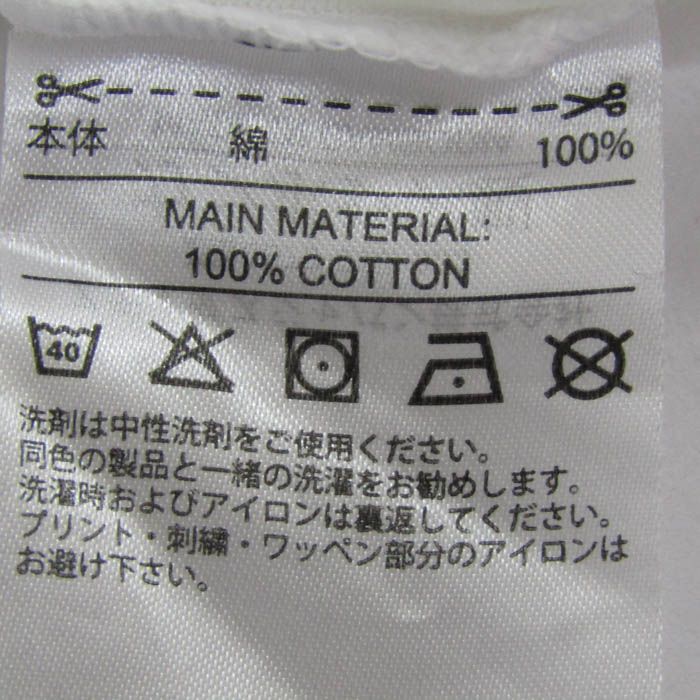 本体 綿 100%
MAIN MATERIAL:
100% COTTON
40
洗剤は中性洗剤をご使用ください。
同色の製品と一緒の洗濯をお勧めします。
洗濯時およびアイロンは裏返してください。
プリント・刺繍・ワッペン部分のアイロンは
お避け下さい。